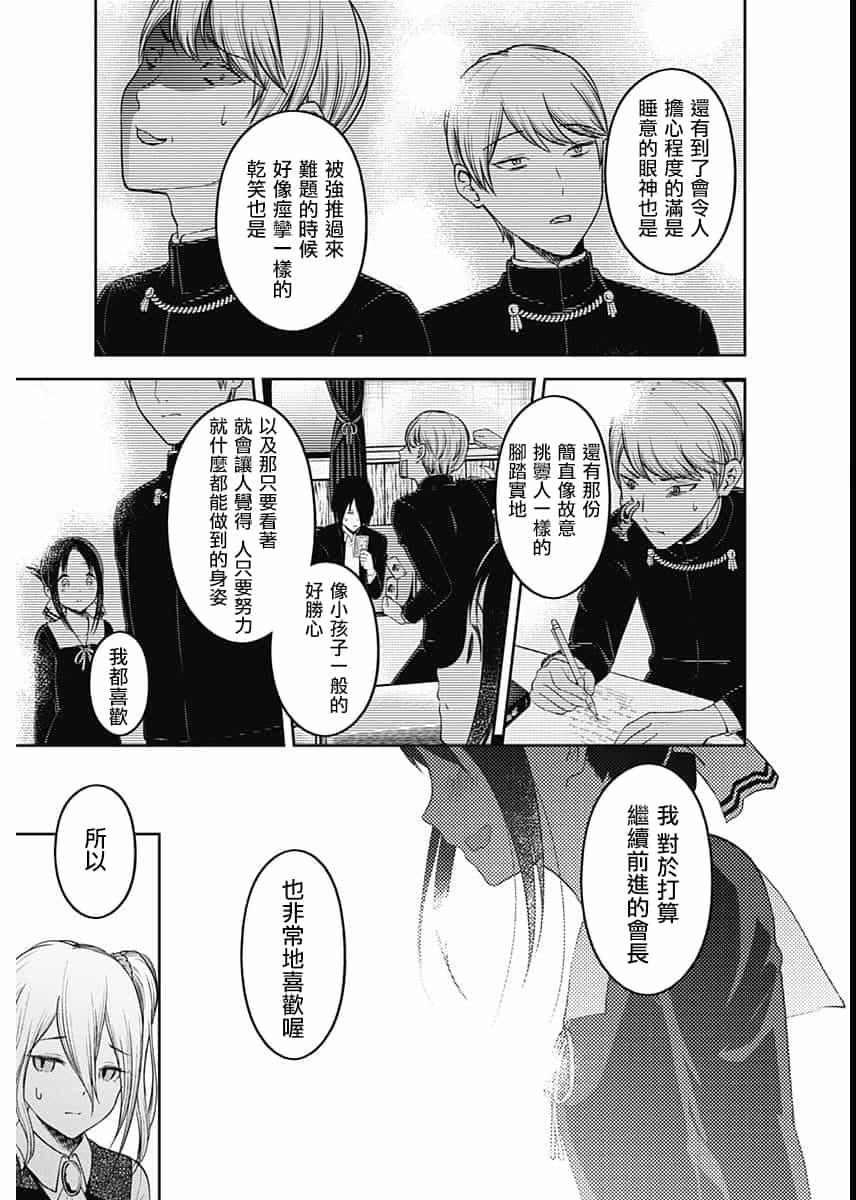 還有到了會令人
擔心程度的滿是
睡意的眼神也是
被強推過來
難題的時候
好像痙攣一樣的
乾笑也是
還有那份
簡直像故意
挑釁人一樣的
腳踏實地
像小孩子一般的
好勝心
以及那只要看著
就會讓人覺得 人只要努力
就什麼都能做到的身姿
我都喜歡
我 對於打算
繼續前進的會長
也非常地喜歡喔
所以